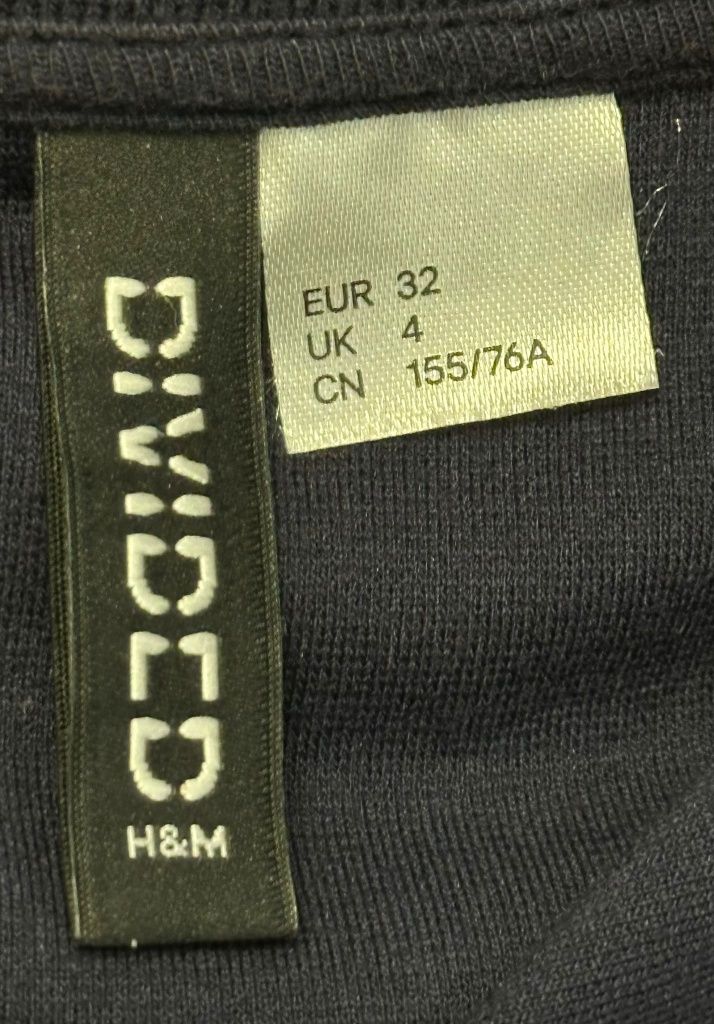 DIVIDED
H&M
EUR 32
UK 4
CN 155/76A